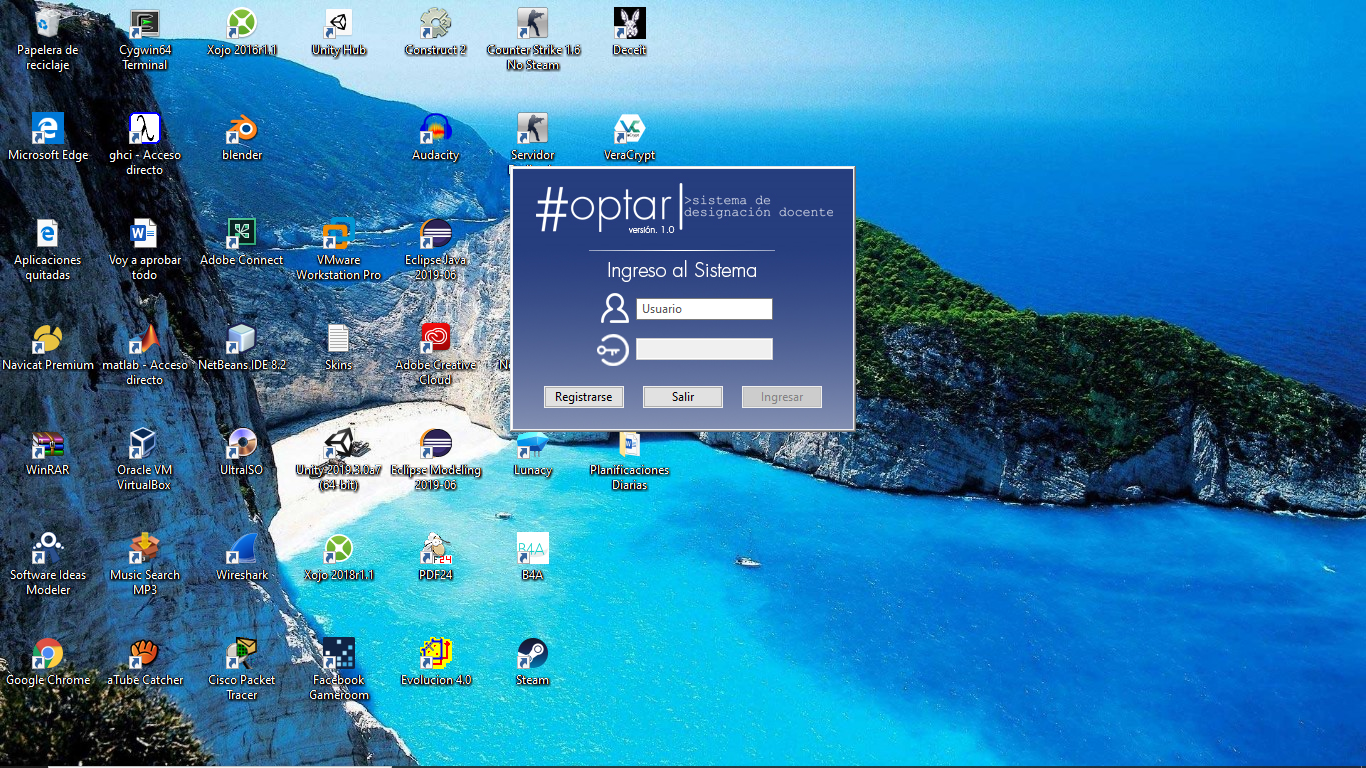 Papelera de
reciclaje
Cygwin64
Terminal
Xojo 2016r1.1
Unity Hub
Construct 2
Counter Strike 1.6
No Steam
Deceit
Microsoft Edge
ghci - Acceso
directo
blender
Audacity
Servidor
VeraCrypt
#optar
>sistema de
designación docente
versión. 1.0
Ingreso al Sistema
Usuario
Registrarse
Salir
Ingresar
Aplicaciones
quitadas
Voy a aprobar
todo
Adobe Connect
VMware
Workstation Pro
Eclipse Java
2019-06
Navicat Premium
matlab - Acceso
directo
NetBeans IDE 8.2
Skins
Adobe Creative
Cloud
WinRAR
Oracle VM
VirtualBox
UltraISO
Unity 2019.3.0a7
(64-bit)
Eclipse Modeling
2019-06
Lunacy
Planificaciones
Diarias
Software Ideas
Modeler
Music Search
MP3
Wireshark
Xojo 2018r1.1
PDF24
B4A
B4A
Google Chrome
aTube Catcher
Cisco Packet
Tracer
Facebook
Gameroom
Evolucion 4.0
Steam